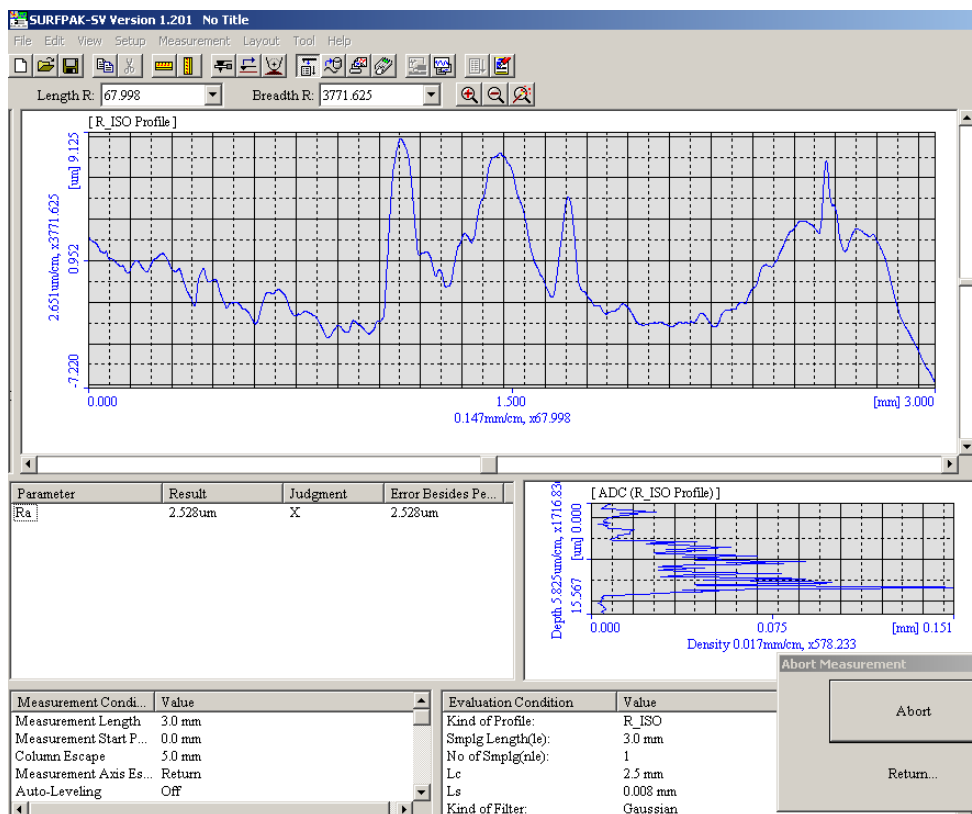 SURFPAK-SV Version 1.201 No Title
File Edit View Setup Measurement Layout Tool Help
Length R: 67.998 Breadth R: 3771.625
[ R_ISO Profile ]
[um] 9.125
0.952
-7.220
2.651um/cm, x3771.625
0.000 1.500 [mm] 3.000
0.147mm/cm, x67.998
Parameter Result Judgment Error Besides Pe...
Ra 2.528um X 2.528um
[ ADC (R_ISO Profile) ]
[um] 0.000
15.567
Depth 5.825um/cm, x1716.83
0.000 0.075 [mm] 0.151
Density 0.017mm/cm, x578.233
Measurement Condi... Value
Measurement Length 3.0 mm
Measurement Start P... 0.0 mm
Column Escape 5.0 mm
Measurement Axis Es... Return
Auto-Leveling Off
Evaluation Condition Value
Kind of Profile: R_ISO
Smplg Length(le): 3.0 mm
No of Smplg(nle): 1
Lc 2.5 mm
Ls 0.008 mm
Kind of Filter: Gaussian
Abort Measurement
Abort
Return...